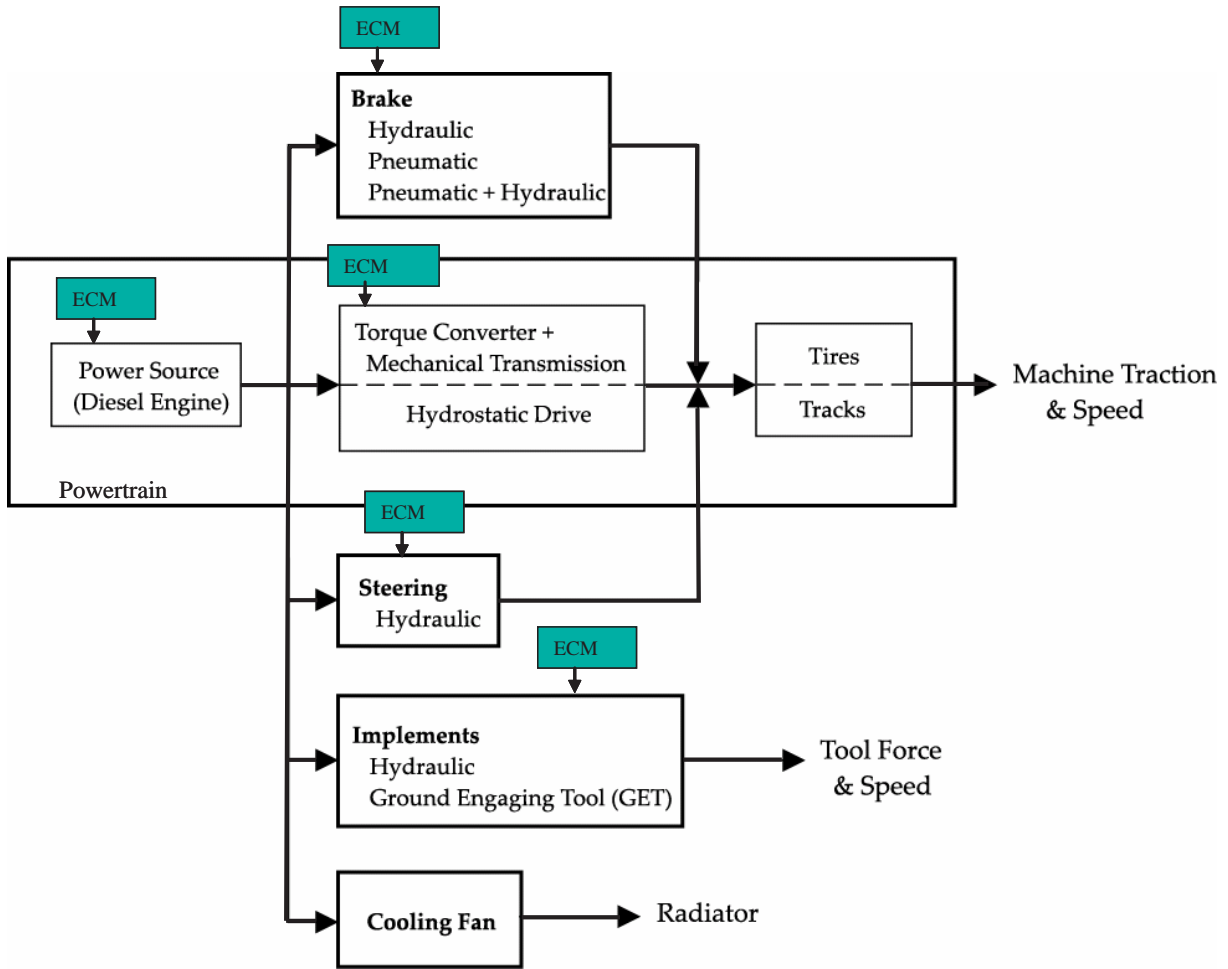 ECM
Brake
Hydraulic
Pneumatic
Pneumatic + Hydraulic
ECM
ECM
Power Source
(Diesel Engine)
Torque Converter +
Mechanical Transmission
Hydrostatic Drive
Tires
Tracks
Machine Traction
& Speed
Powertrain
ECM
Steering
Hydraulic
ECM
Implements
Hydraulic
Ground Engaging Tool (GET)
Tool Force
& Speed
Cooling Fan
Radiator